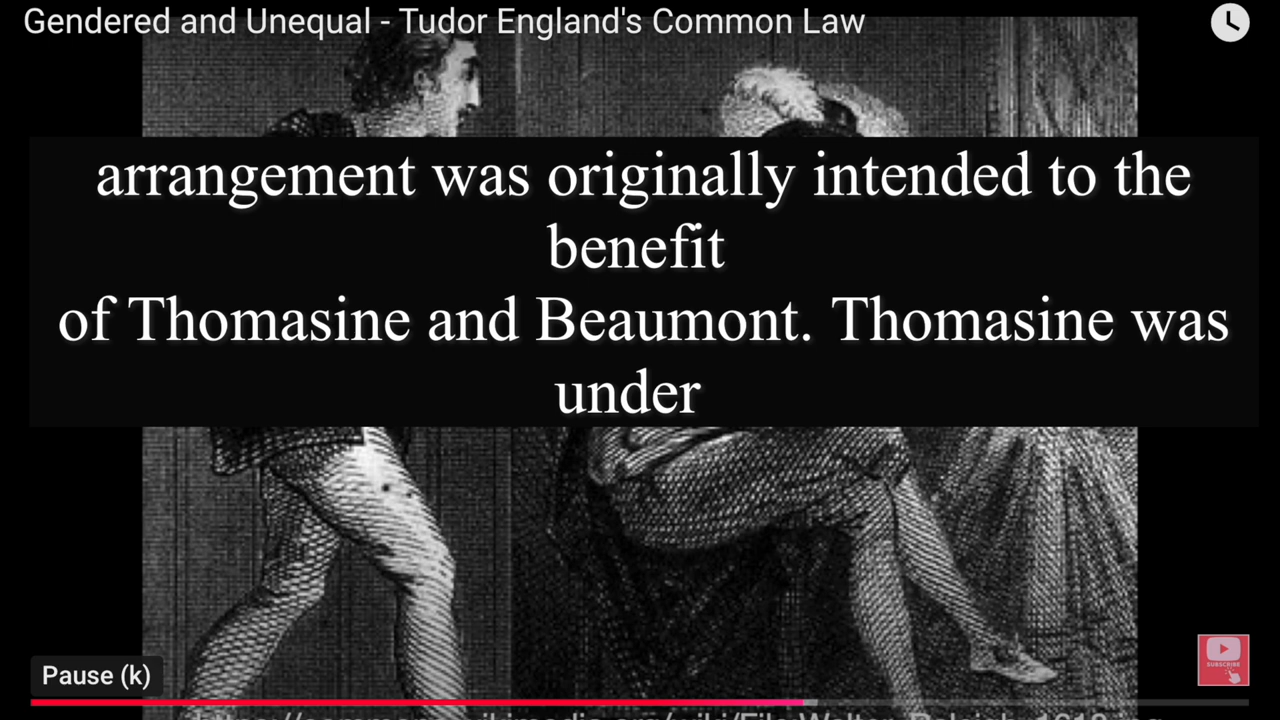 Gendered and Unequal - Tudor England's Common Law
arrangement was originally intended to the
benefit
of Thomasine and Beaumont. Thomasine was
under
SUBSCRIBE
Pause (k)